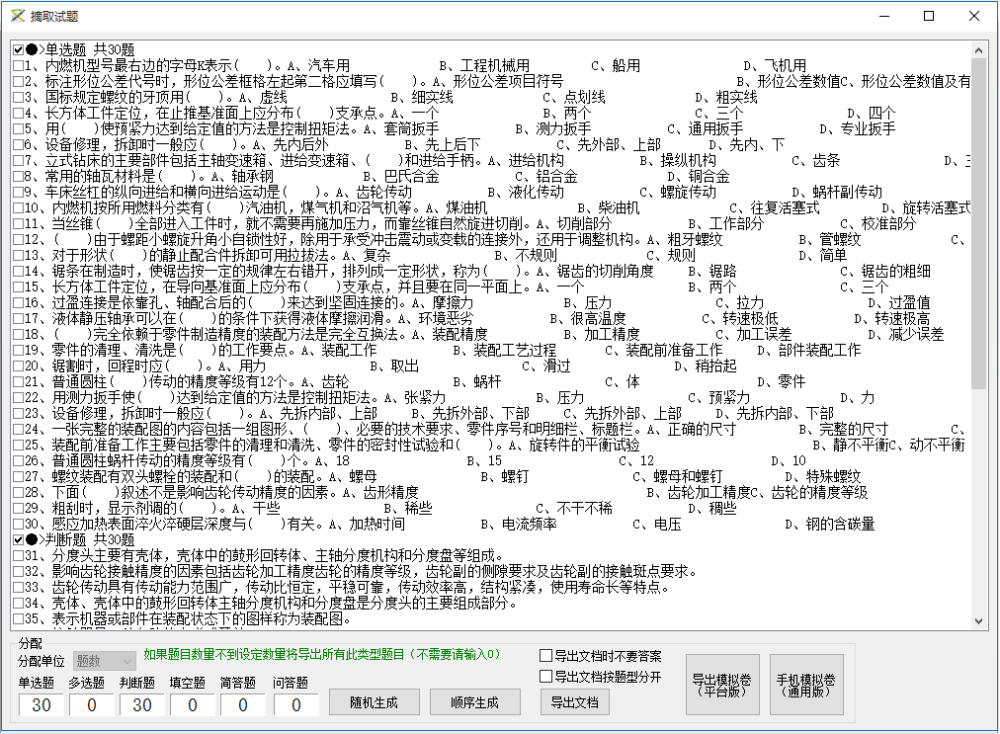 摘取试题
●>单选题 共30题
1、内燃机型号最右边的字母K表示(    )。A、汽车用 B、工程机械用 C、船用 D、飞机用
2、标注形位公差代号时，形位公差框格左起第二格应填写(    )。A、形位公差项目符号 B、形位公差数值C、形位公差数值及有
3、国标规定螺纹的牙顶用(    )。A、虚线 B、细实线 C、点划线 D、粗实线
4、长方体工件定位，在止推基准面上应分布(    )支承点。A、一个 B、两个 C、三个 D、四个
5、用(    )使预紧力达到给定值的方法是控制扭矩法。A、套筒扳手 B、测力扳手 C、通用扳手 D、专业扳手
6、设备修理，拆卸时一般应(    )。A、先内后外 B、先上后下 C、先外部、上部 D、先内、下
7、立式钻床的主要部件包括主轴变速箱、进给变速箱、(    )和进给手柄。A、进给机构 B、操纵机构 C、齿条 D、
8、常用的轴瓦材料是(    )。A、轴承钢 B、巴氏合金 C、铝合金 D、铜合金
9、车床丝杠的纵向进给和横向进给运动是(    )。A、齿轮传动 B、液化传动 C、螺旋传动 D、蜗杆副传动
10、内燃机按所用燃料分类有(    )汽油机，煤气机和沼气机等。A、煤油机 B、柴油机 C、往复活塞式 D、旋转活塞式
11、当丝锥(    )全部进入工件时，就不需要再施加压力，而靠丝锥自然旋进切削。A、切削部分 B、工作部分 C、校准部分
12、(    )由于螺距小螺旋升角小自锁性好，除用于承受冲击震动或变载的连接外，还用于调整机构。A、粗牙螺纹 B、管螺纹 C、
13、对于形状(    )的静止配合件拆卸可用拉拔法。A、复杂 B、不规则 C、规则 D、简单
14、锯条在制造时，使锯齿按一定的规律左右错开，排列成一定形状，称为(    )。A、锯齿的切削角度 B、锯路 C、锯齿的粗细
15、长方体工件定位，在导向基准面上应分布(    )支承点，并且要在同一平面上。A、一个 B、两个 C、三个
16、过盈连接是依靠孔、轴配合后的(    )来达到坚固连接的。A、摩擦力 B、压力 C、拉力 D、过盈值
17、液体静压轴承可以在(    )的条件下获得液体摩擦润滑。A、环境恶劣 B、很高温度 C、转速极低 D、转速极高
18、(    )完全依赖于零件制造精度的装配方法是完全互换法。A、装配精度 B、加工精度 C、加工误差 D、减少误差
19、零件的清理、清洗是(    )的工作要点。A、装配工作 B、装配工艺过程 C、装配前准备工作 D、部件装配工作
20、锯割时，回程时应(    )。A、用力 B、取出 C、滑过 D、稍抬起
21、普通圆柱(    )传动的精度等级有12个。A、齿轮 B、蜗杆 C、体 D、零件
22、用测力扳手使(    )达到给定值的方法是控制扭矩法。A、张紧力 B、压力 C、预紧力 D、力
23、设备修理，拆卸时一般应(    )。A、先拆内部、上部 B、先拆外部、下部 C、先拆外部、上部 D、先拆内部、下部
24、一张完整的装配图的内容包括一组图形、(    )、必要的技术要求、零件序号和明细栏、标题栏。A、正确的尺寸 B、完整的尺寸 C、
25、装配前准备工作主要包括零件的清理和清洗、零件的密封性试验和(    )。A、旋转件的平衡试验 B、静不平衡C、动不平衡
26、普通圆柱蜗杆传动的精度等级有(    )个。A、18 B、15 C、12 D、10
27、螺纹装配有双头螺栓的装配和(    )的装配。A、螺母 B、螺钉 C、螺母和螺钉 D、特殊螺纹
28、下面(    )叙述不是影响齿轮传动精度的因素。A、齿形精度 B、齿轮加工精度C、齿轮的精度等级
29、粗刮时，显示剂调的(    )。A、干些 B、稀些 C、不干不稀 D、稠些
30、感应加热表面淬火淬硬层深度与(    )有关。A、加热时间 B、电流频率 C、电压 D、钢的含碳量
●>判断题 共30题
31、分度头主要有壳体，壳体中的鼓形回转体、主轴分度机构和分度盘等组成。
32、影响齿轮接触精度的因素包括齿轮加工精度齿轮的精度等级，齿轮副的侧隙要求及齿轮副的接触斑点要求。
33、齿轮传动具有传动能力范围广，传动比恒定，平稳可靠，传动效率高，结构紧凑，使用寿命长等特点。
34、壳体、壳体中的鼓形回转体主轴分度机构和分度盘是分度头的主要组成部分。
35、表示机器或部件在装配状态下的图样称为装配图。
分配
分配单位 题数 如果题目数量不到设定数量将导出所有此类型题目（不需要请输入0）
单选题 多选题 判断题 填空题 简答题 问答题
30 0 30 0 0 0
随机生成 顺序生成
导出文档时不要答案
导出文档按题型分开
导出文档
导出模拟卷
（平台版）
手机模拟卷
（通用版）